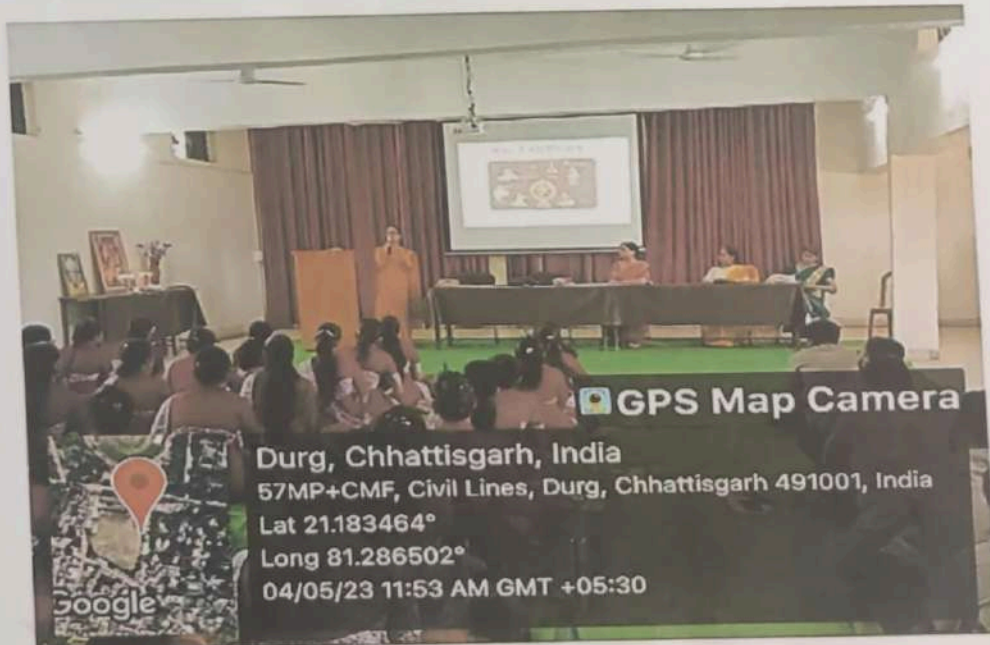 GPS Map Camera
Durg, Chhattisgarh, India
57MP+CMF, Civil Lines, Durg, Chhattisgarh 491001, India
Lat 21.183464°
Long 81.286502°
04/05/23 11:53 AM GMT +05:30
Google